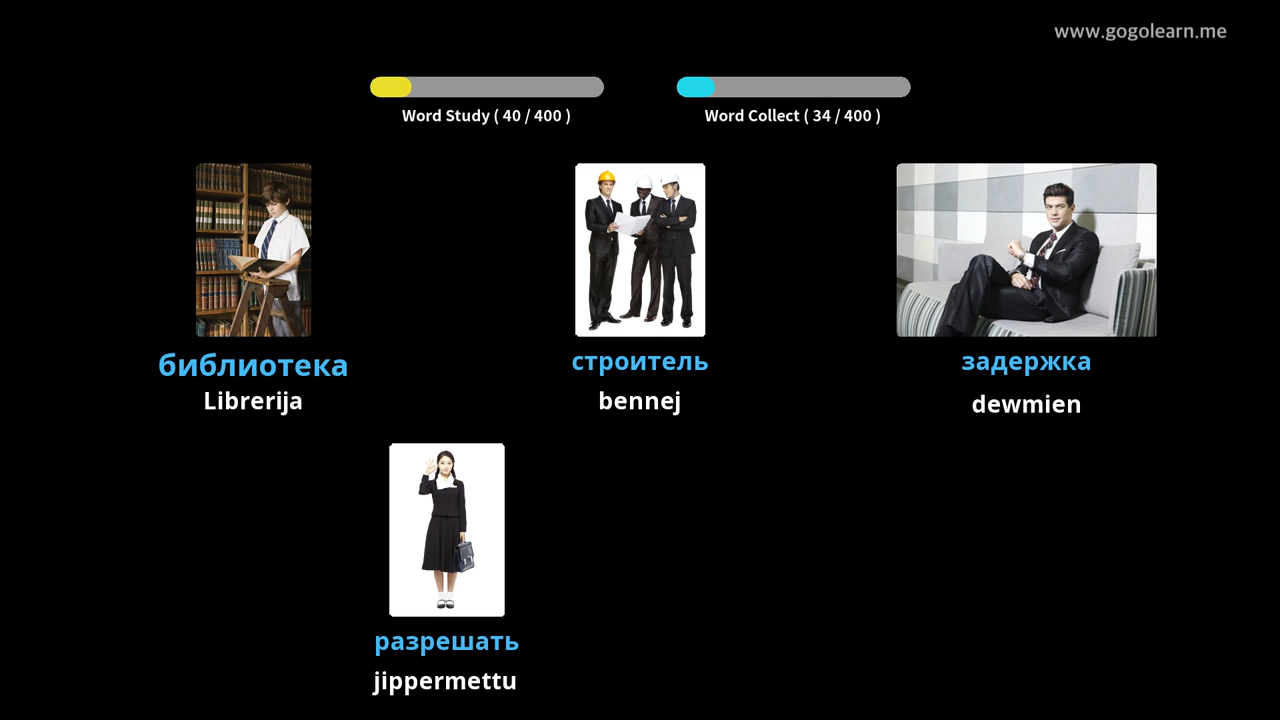 www.gogolearn.me
Word Study ( 40 / 400 )
Word Collect ( 34 / 400 )
библиотека
Librerija
строитель
bennej
задержка
dewmien
разрешать
jippermettu